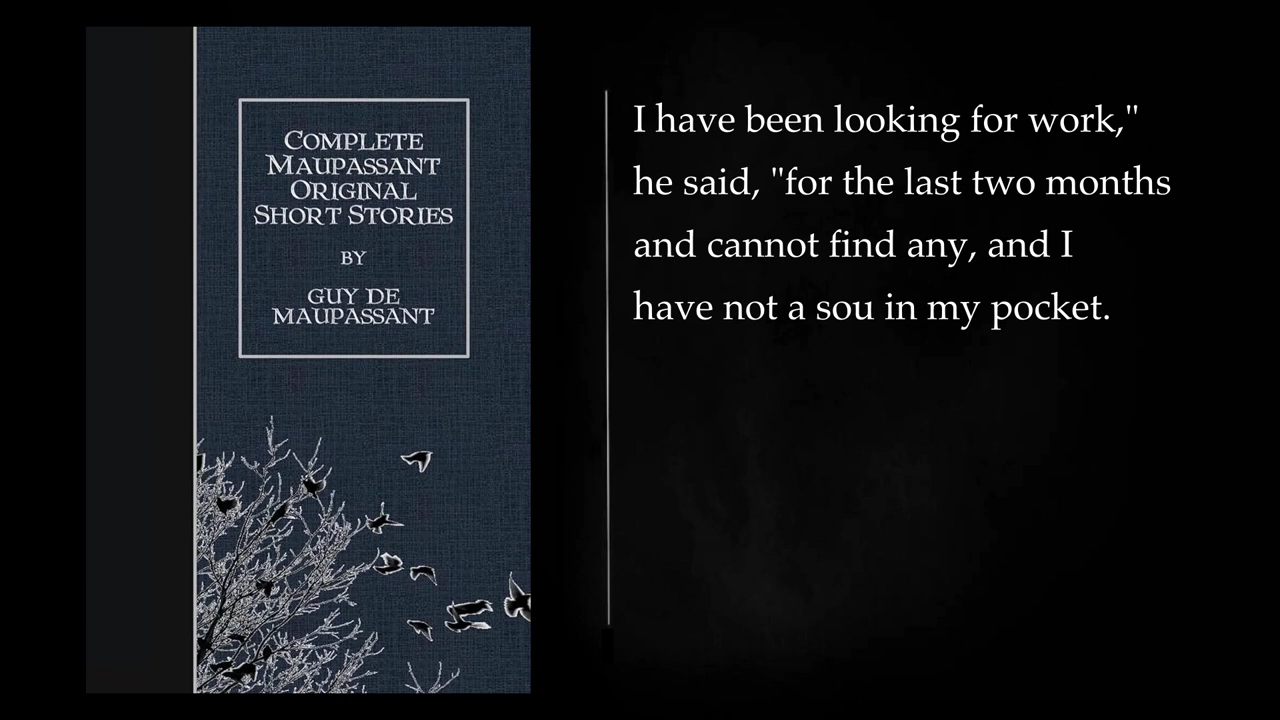 COMPLETE
MAUPASSANT
ORIGINAL
SHORT STORIES
BY
GUY DE
MAUPASSANT
I have been looking for work,"
he said, "for the last two months
and cannot find any, and I
have not a sou in my pocket.